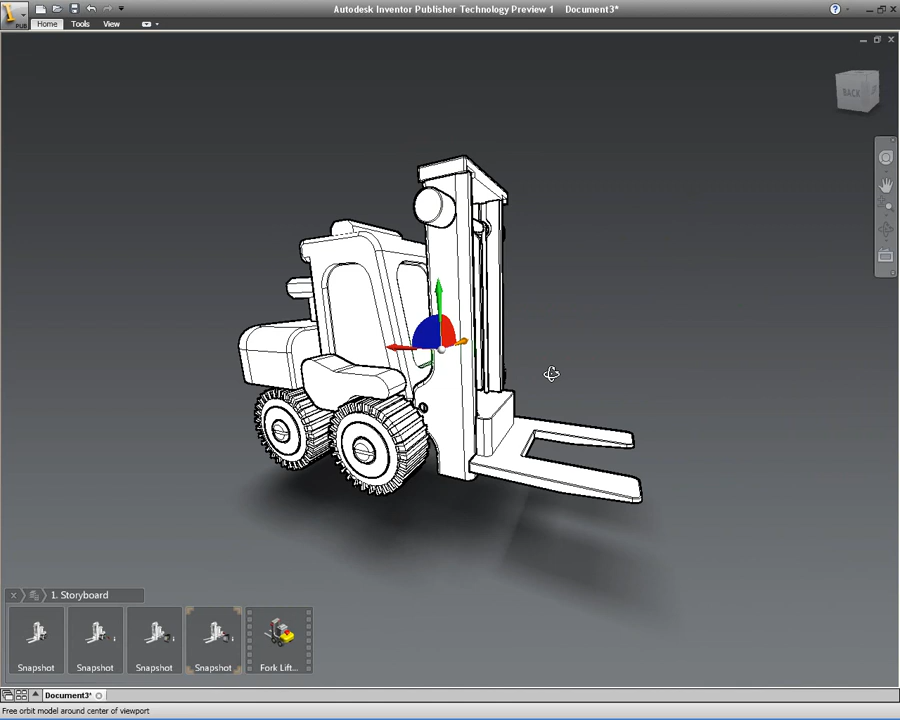 Autodesk Inventor Publisher Technology Preview 1 Document3*
PUB
Home Tools View
BACK
1. Storyboard
Snapshot Snapshot Snapshot Snapshot Fork Lift...
Document3*
Free orbit model around center of viewport